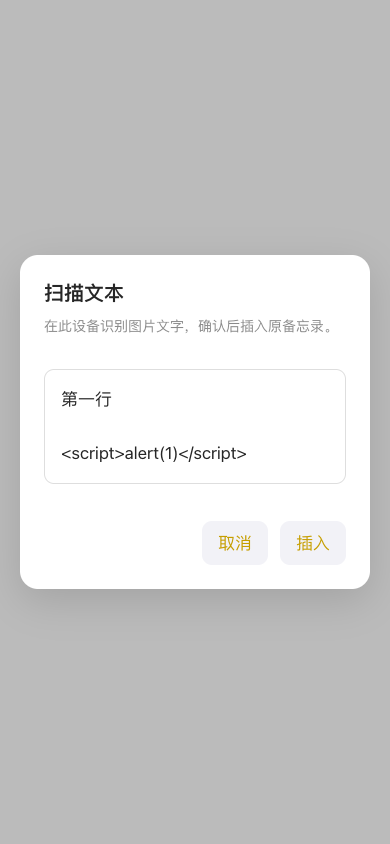 扫描文本
在此设备识别图片文字，确认后插入原备忘录。
第一行
<script>alert(1)</script>
取消
插入